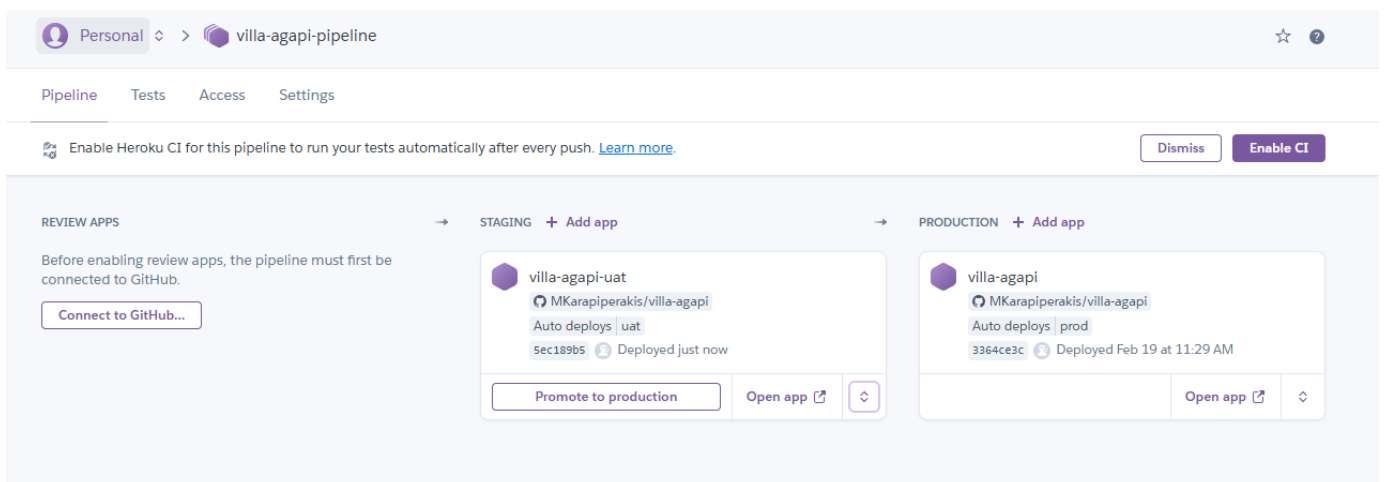 Personal > villa-agapi-pipeline
Pipeline Tests Access Settings
Enable Heroku CI for this pipeline to run your tests automatically after every push. Learn more.
Dismiss Enable CI
REVIEW APPS →
Before enabling review apps, the pipeline must first be
connected to GitHub.
Connect to GitHub...
STAGING + Add app →
villa-agapi-uat
MKarapiperakis/villa-agapi
Auto deploys uat
5ec189b5 Deployed just now
Promote to production Open app
PRODUCTION + Add app
villa-agapi
MKarapiperakis/villa-agapi
Auto deploys prod
3364ce3c Deployed Feb 19 at 11:29 AM
Open app